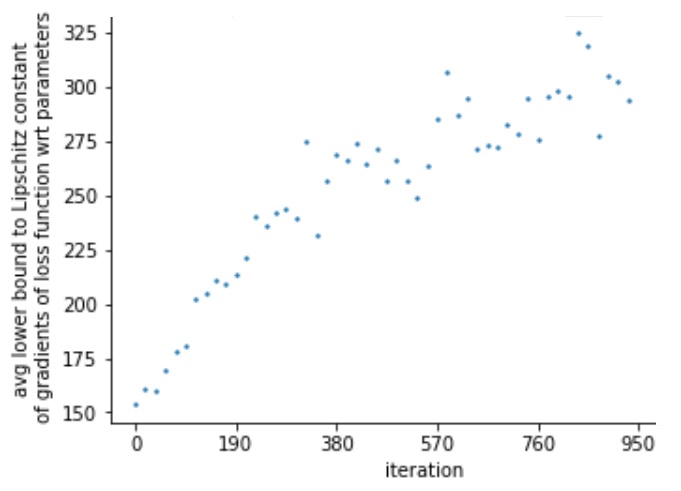 avg lower bound to Lipschitz constant
of gradients of loss function wrt parameters
325
300
275
250
225
200
175
150
0 190 380 570 760 950
iteration